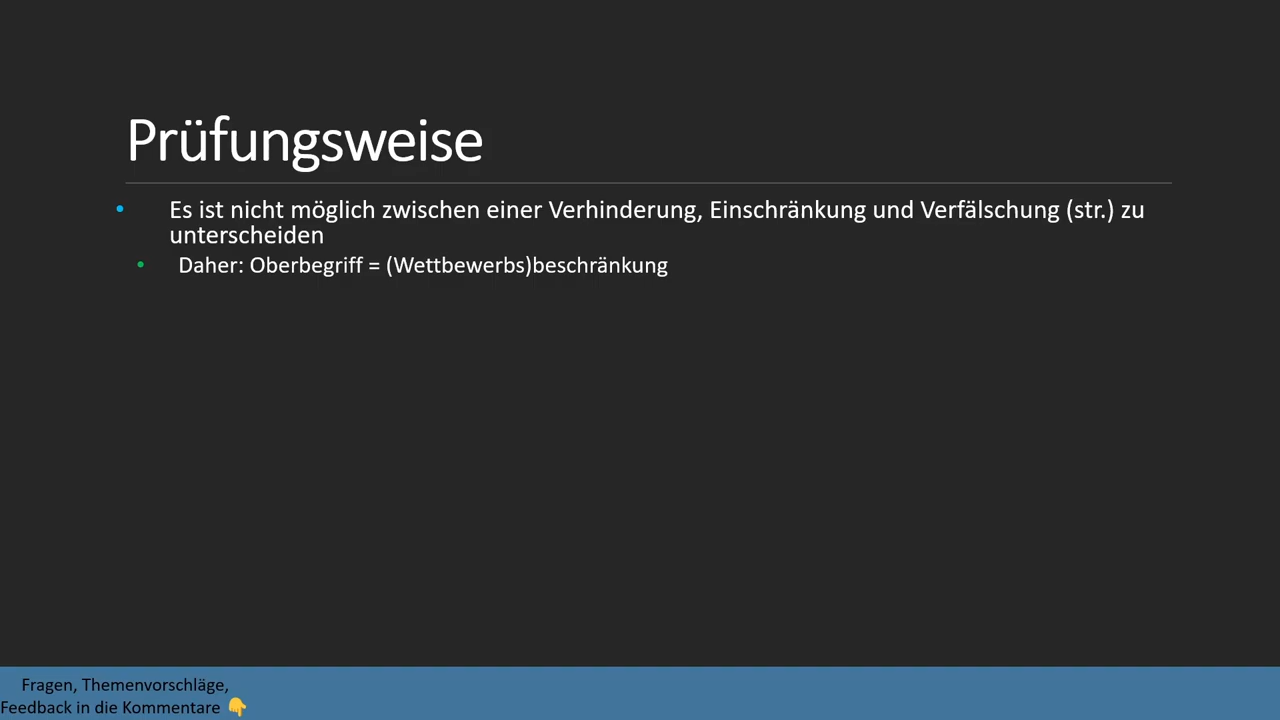 Prüfungsweise
• Es ist nicht möglich zwischen einer Verhinderung, Einschränkung und Verfälschung (str.) zu
unterscheiden
• Daher: Oberbegriff = (Wettbewerbs)beschränkung
Fragen, Themenvorschläge,
Feedback in die Kommentare 👇